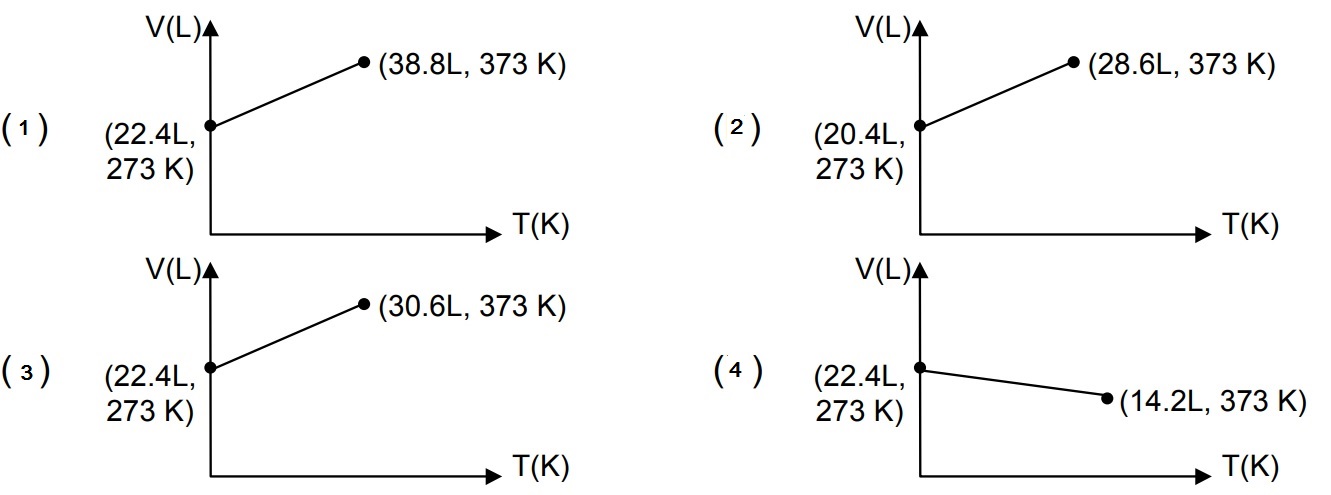 V(L)
(38.8L, 373 K)
(1)
(22.4L,
273 K)
T(K)
V(L)
(28.6L, 373 K)
(2)
(20.4L,
273 K)
T(K)
V(L)
(30.6L, 373 K)
(3)
(22.4L,
273 K)
T(K)
V(L)
(4)
(22.4L,
273 K)
(14.2L, 373 K)
T(K)